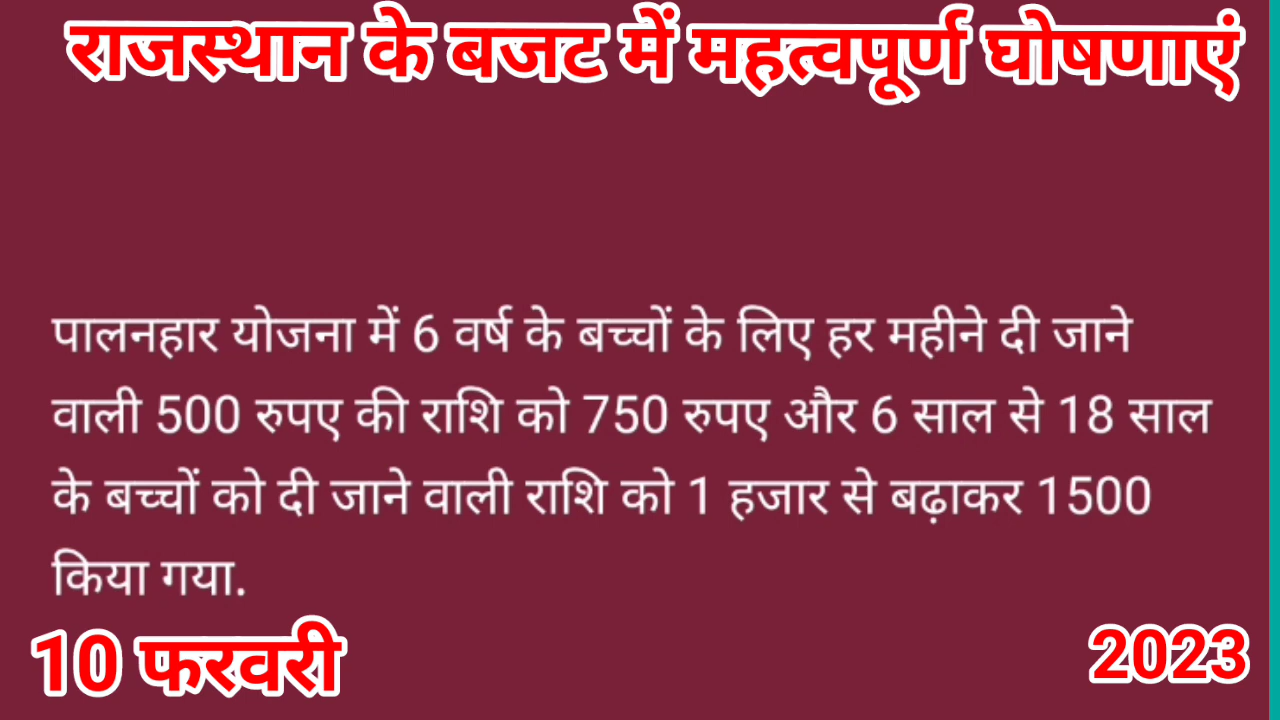 राजस्थान के बजट में महत्वपूर्ण घोषणाएं
पालनहार योजना में 6 वर्ष के बच्चों के लिए हर महीने दी जाने
वाली 500 रुपए की राशि को 750 रुपए और 6 साल से 18 साल
के बच्चों को दी जाने वाली राशि को 1 हजार से बढ़ाकर 1500
किया गया.
10 फरवरी
2023